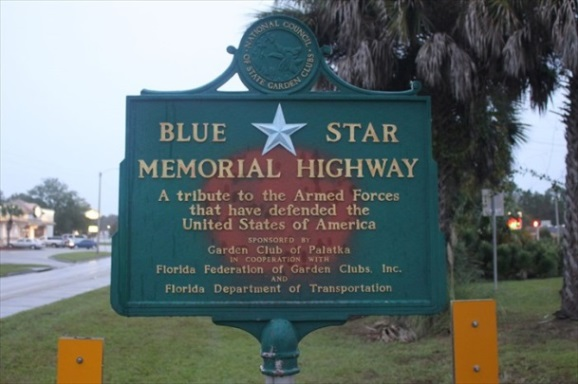 NATIONAL COUNCIL
OF STATE GARDEN CLUBS
BLUE STAR
MEMORIAL HIGHWAY
A tribute to the Armed Forces
that have defended the
United States of America
SPONSORED BY
Garden Club of Palatka
IN COOPERATION WITH
Florida Federation of Garden Clubs, Inc.
AND
Florida Department of Transportation